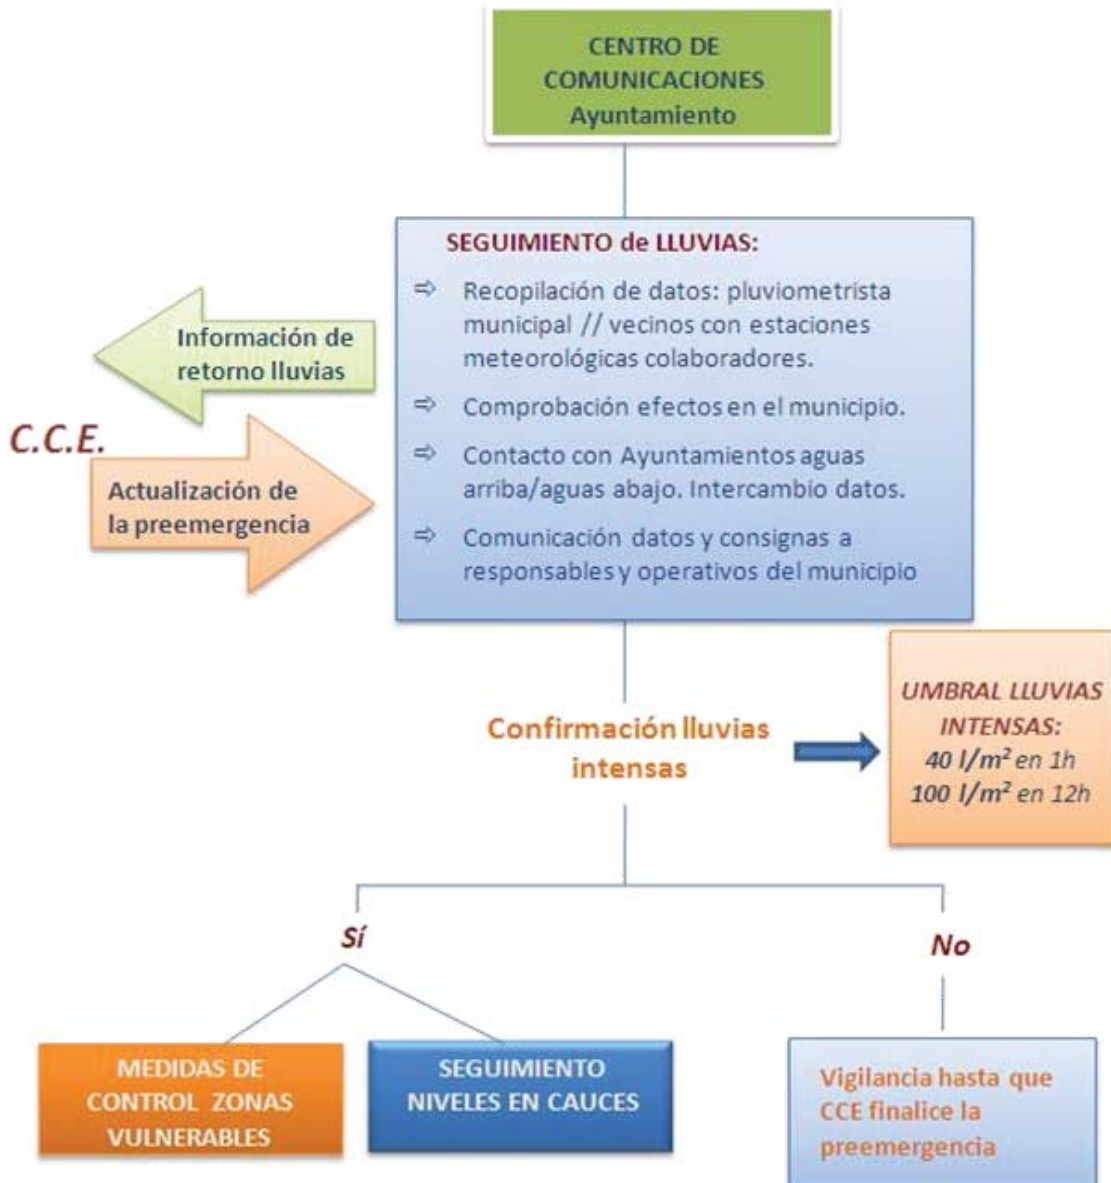 CENTRO DE
COMUNICACIONES
Ayuntamiento
SEGUIMIENTO de LLUVIAS:
⇨ Recopilación de datos: pluviometrista
municipal // vecinos con estaciones
meteorológicas colaboradores.
⇨ Comprobación efectos en el municipio.
⇨ Contacto con Ayuntamientos aguas
arriba/aguas abajo. Intercambio datos.
⇨ Comunicación datos y consignas a
responsables y operativos del municipio
Información de
retorno lluvias
C.C.E.
Actualización de
la preemergencia
Confirmación lluvias
intensas
UMBRAL LLUVIAS
INTENSAS:
40 l/m² en 1h
100 l/m² en 12h
Sí
No
MEDIDAS DE
CONTROL ZONAS
VULNERABLES
SEGUIMIENTO
NIVELES EN CAUCES
Vigilancia hasta que
CCE finalice la
preemergencia